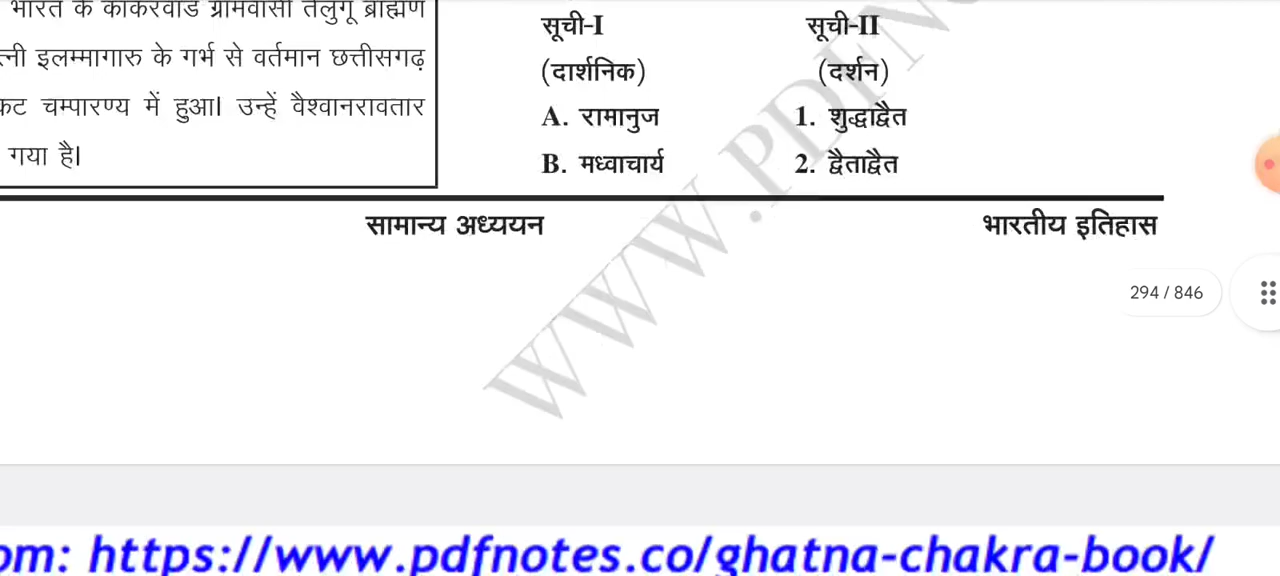 भारत के काकरवाड ग्रामवासी तेलुगू ब्राह्मण
त्नी इलम्मागारु के गर्भ से वर्तमान छत्तीसगढ़
कट चम्पारण्य में हुआ। उन्हें वैश्वानरावतार
गया है।
सूची-I सूची-II
(दार्शनिक) (दर्शन)
A. रामानुज 1. शुद्धाद्वैत
B. मध्वाचार्य 2. द्वैताद्वैत
सामान्य अध्ययन भारतीय इतिहास
294 / 846
WWW.PDFN
om: https://www.pdfnotes.co/ghatna-chakra-book/